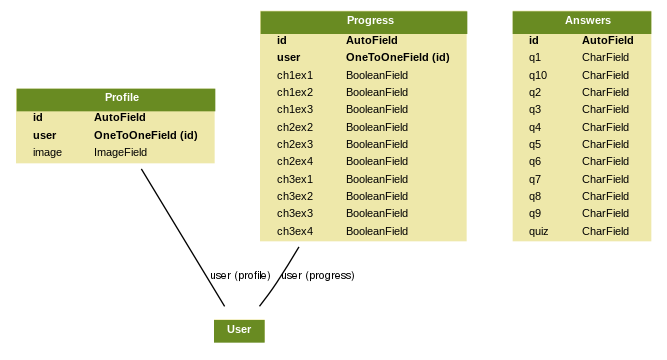 Profile
id AutoField
user OneToOneField (id)
image ImageField
Progress
id AutoField
user OneToOneField (id)
ch1ex1 BooleanField
ch1ex2 BooleanField
ch1ex3 BooleanField
ch2ex2 BooleanField
ch2ex3 BooleanField
ch2ex4 BooleanField
ch3ex1 BooleanField
ch3ex2 BooleanField
ch3ex3 BooleanField
ch3ex4 BooleanField
Answers
id AutoField
q1 CharField
q10 CharField
q2 CharField
q3 CharField
q4 CharField
q5 CharField
q6 CharField
q7 CharField
q8 CharField
q9 CharField
quiz CharField
user (profile)
user (progress)
User